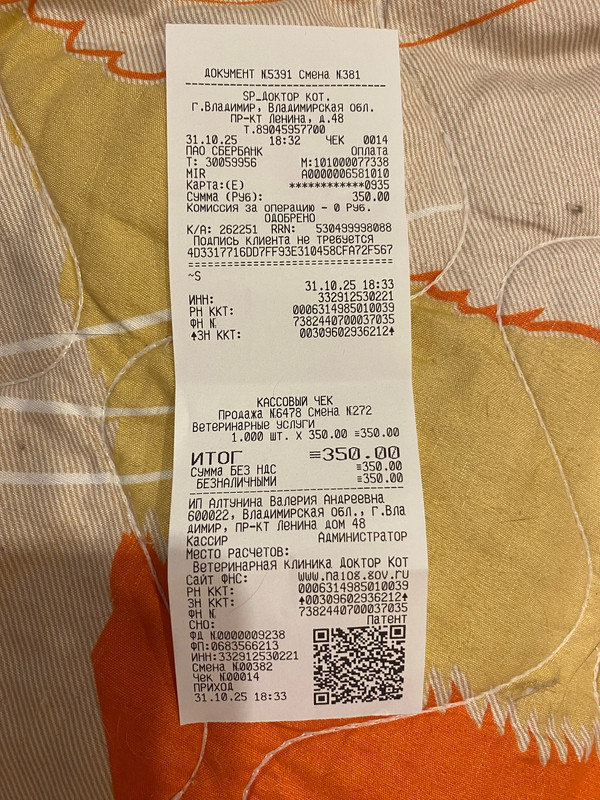 ДОКУМЕНТ №5391 Смена №381
SP_ДОКТОР КОТ.
г.Владимир, Владимирская обл.
ПР-КТ Ленина, д.48
Т.89045957700
31.10.25 18:32 ЧЕК 0014
ПАО СБЕРБАНК Оплата
Т: 30059956 М:101000077338
MIR A0000006581010
Карта:(Е) ************0935
Сумма (Руб): 350.00
Комиссия за операцию - 0 Руб.
ОДОБРЕНО
К/А: 262251 RRN: 530499998088
Подпись клиента не требуется
4D3317716DD7FF93E310458CFA72F567
==================================
~S
31.10.25 18:33
ИНН: 332912530221
РН ККТ: 0006314985010039
ФН № 7382440700037035
♠ЗН ККТ: 00309602936212♠
КАССОВЫЙ ЧЕК
Продажа №6478 Смена №272
Ветеринарные услуги
1.000 шт. X 350.00 ≡350.00
ИТОГ ≡350.00
СУММА БЕЗ НДС ≡350.00
БЕЗНАЛИЧНЫМИ ≡350.00
ИП Алтунина Валерия Андреевна
600022, Владимирская обл., г.Вла
димир, пр-кт Ленина дом 48
Кассир Администратор
Место расчетов:
Ветеринарная клиника Доктор Кот
Сайт ФНС: www.nalog.gov.ru
РН ККТ: 0006314985010039
ЗН ККТ: ♠00309602936212♠
ФН № 7382440700037035
СНО: Патент
ФД №0000009238
ФП:0683566213
ИНН:332912530221
Смена №00382
Чек №00014
ПРИХОД
31.10.25 18:33